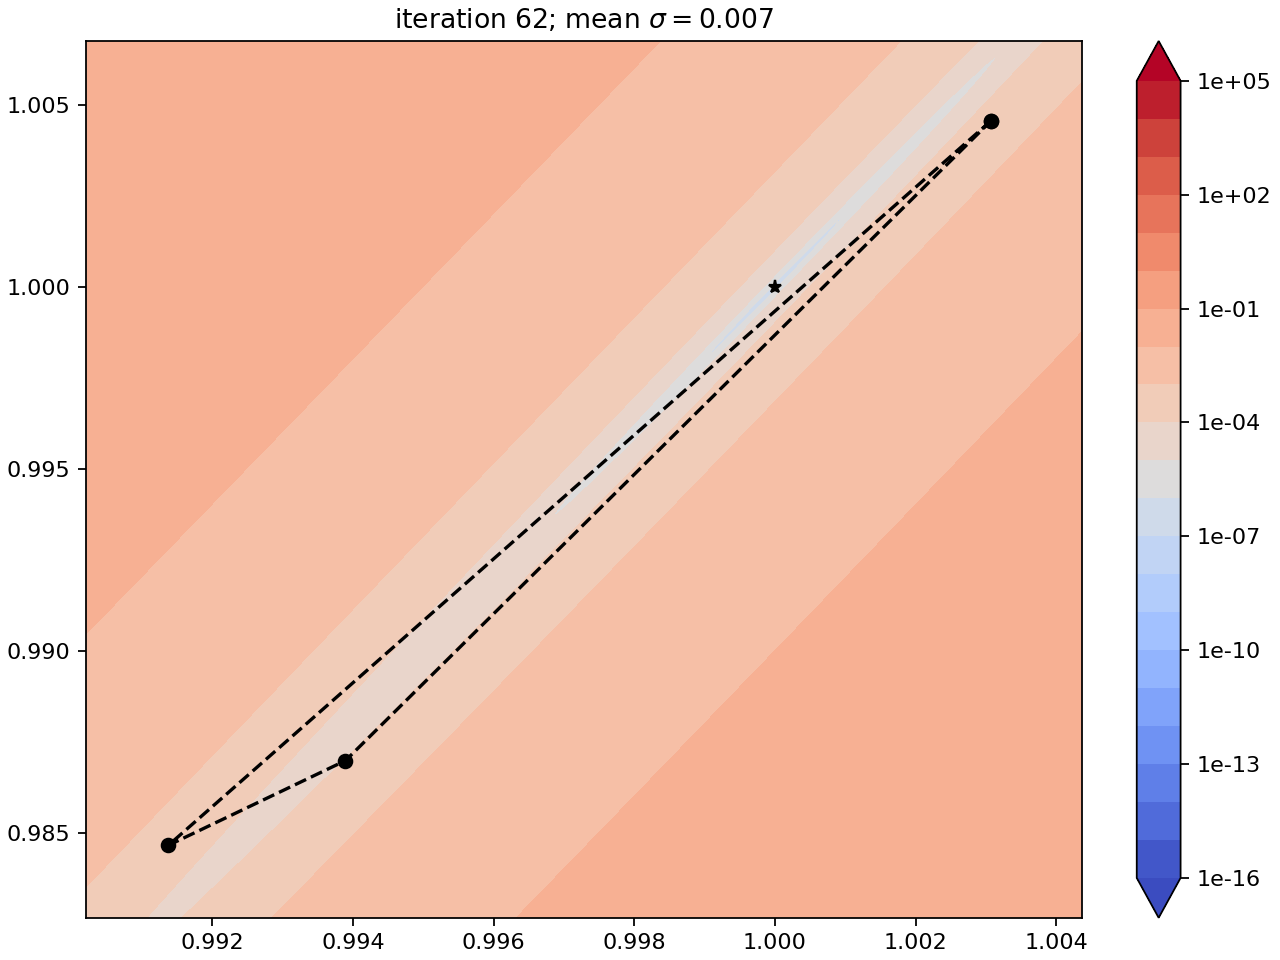 iteration 62; mean σ = 0.007
1.005
1.000
0.995
0.990
0.985
0.992
0.994
0.996
0.998
1.000
1.002
1.004
1e+05
1e+02
1e-01
1e-04
1e-07
1e-10
1e-13
1e-16